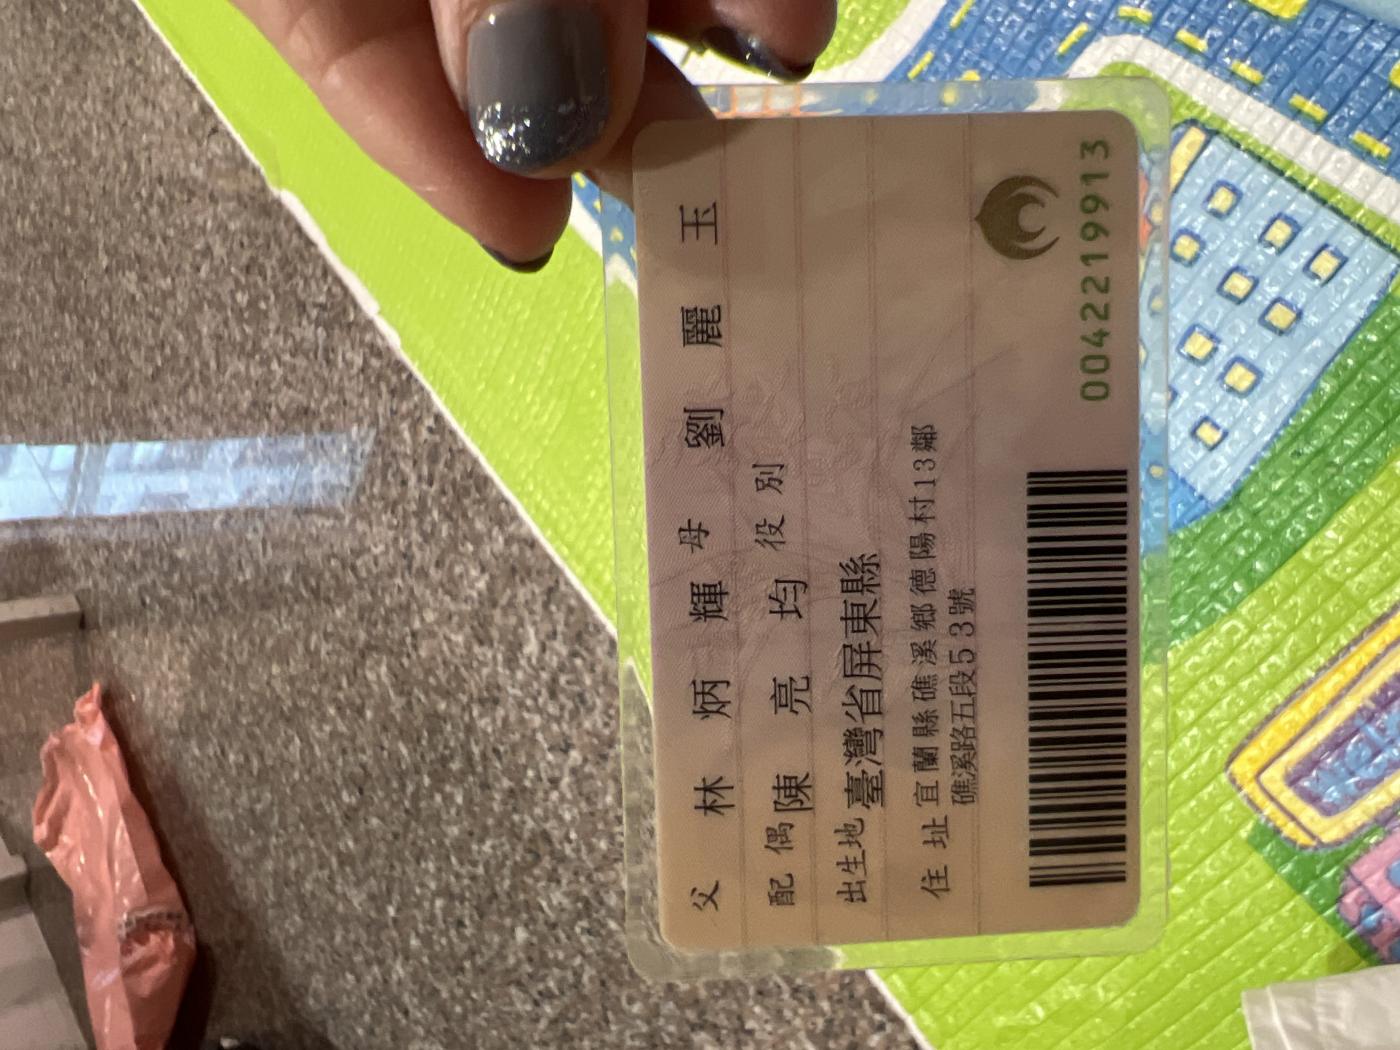 父 林炳輝 母 劉麗玉
配偶 陳亮均 役別
出生地 臺灣省屏東縣
住址 宜蘭縣礁溪鄉德陽村13鄰
礁溪路五段53號
0042219913